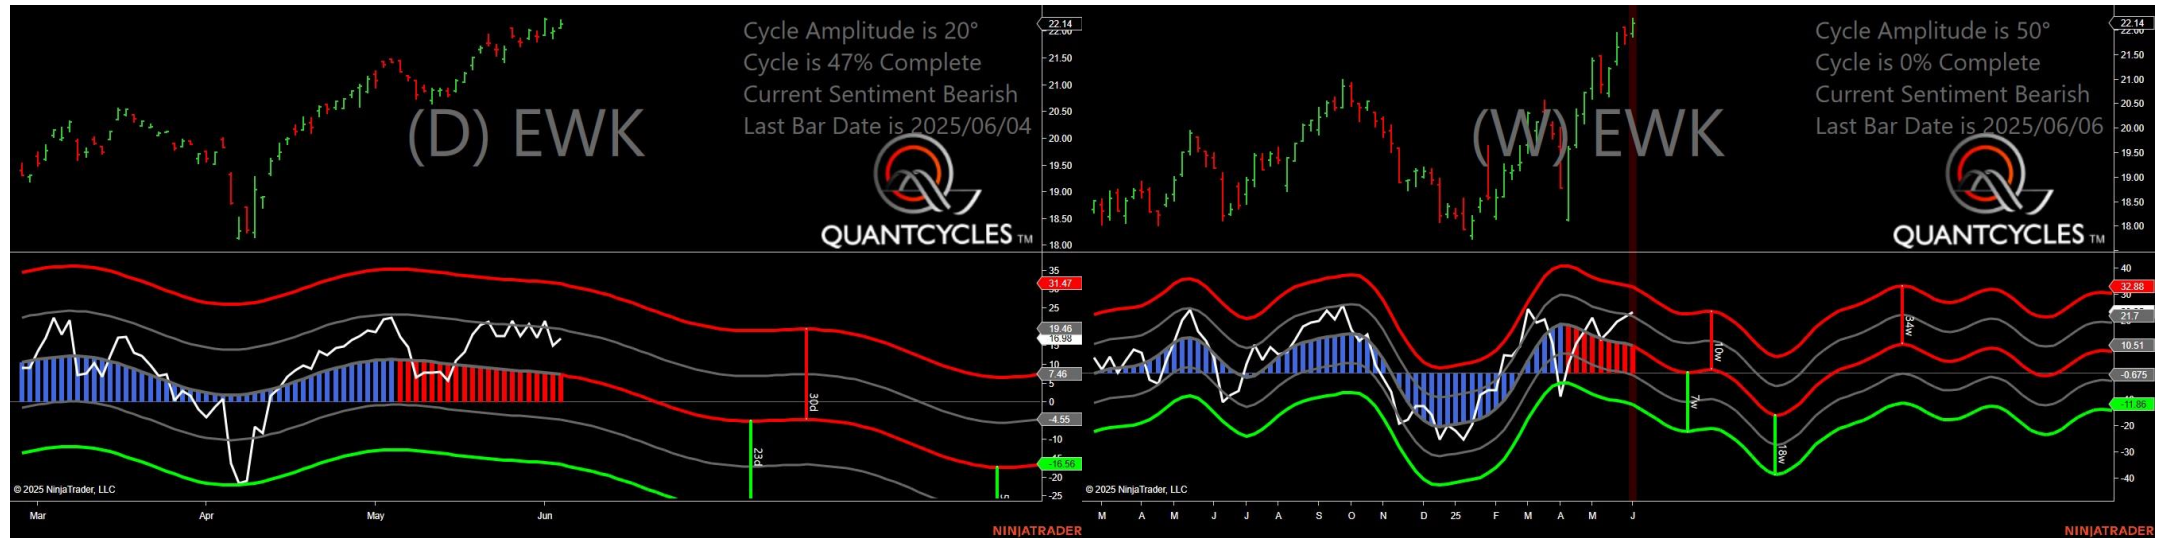 Cycle Amplitude is 20°
Cycle is 47% Complete
Current Sentiment Bearish
Last Bar Date is 2025/06/04
(D) EWK
QUANTCYCLES TM
22.14
22.00
21.50
21.00
20.50
20.00
19.50
19.00
18.50
18.00
35
31.47
25
19.46
16.98
10
7.46
5
0
-4.55
-10
-16.56
-20
-25
30d
23d
© 2025 NinjaTrader, LLC
Mar Apr May Jun
NINJATRADER
Cycle Amplitude is 50°
Cycle is 0% Complete
Current Sentiment Bearish
Last Bar Date is 2025/06/06
(W) EWK
QUANTCYCLES TM
22.14
22.00
21.50
21.00
20.50
20.00
19.50
19.00
18.50
18.00
40
32.88
30
21.7
10.51
-0.675
-11.86
-20
-30
-40
10w
34w
7w
18w
© 2025 NinjaTrader, LLC
M A M J J A S O N D 25 F M A M J
NINJATRADER